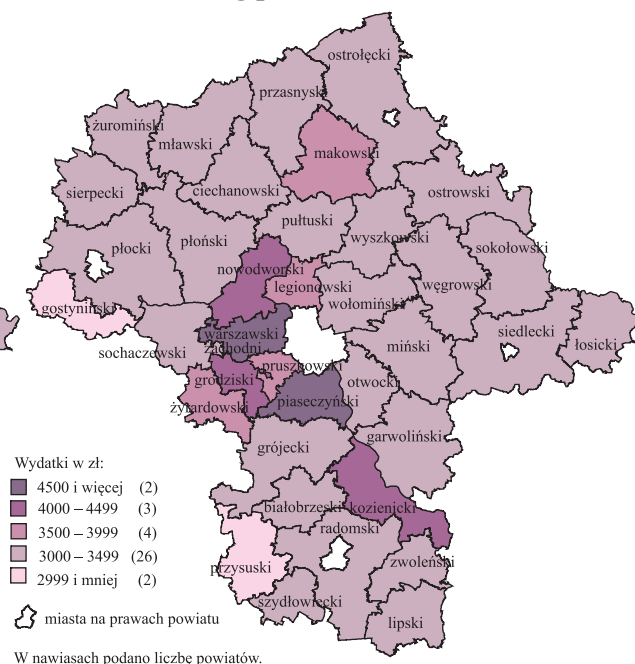 ostrołęcki
przasnyski
żuromiński
mławski
makowski
sierpecki
ciechanowski
ostrowski
pułtuski
płocki
płoński
wyszkowski
sokołowski
nowodworski
legionowski
węgrowski
gostyniński
wołomiński
warszawski
zachodni
siedlecki
łosicki
sochaczewski
miński
pruszkowski
grodziski
otwocki
żyrardowski
piaseczyński
garwoliński
grójecki
Wydatki w zł:
4500 i więcej (2)
4000 – 4499 (3)
3500 – 3999 (4)
3000 – 3499 (26)
2999 i mniej (2)
białobrzeski
kozienicki
radomski
przysuski
zwoleński
szydłowiecki
lipski
miasta na prawach powiatu
W nawiasach podano liczbę powiatów.